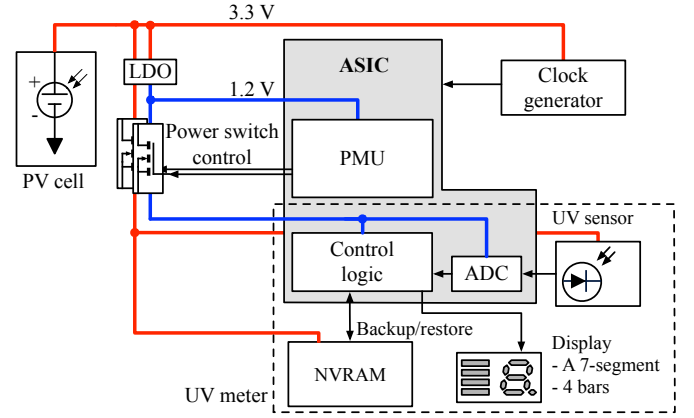 3.3 V
LDO
ASIC
Clock
generator
1.2 V
+
-
Power switch
control
PMU
PV cell
UV sensor
Control
logic
ADC
Backup/restore
Display
- A 7-segment
- 4 bars
NVRAM
UV meter